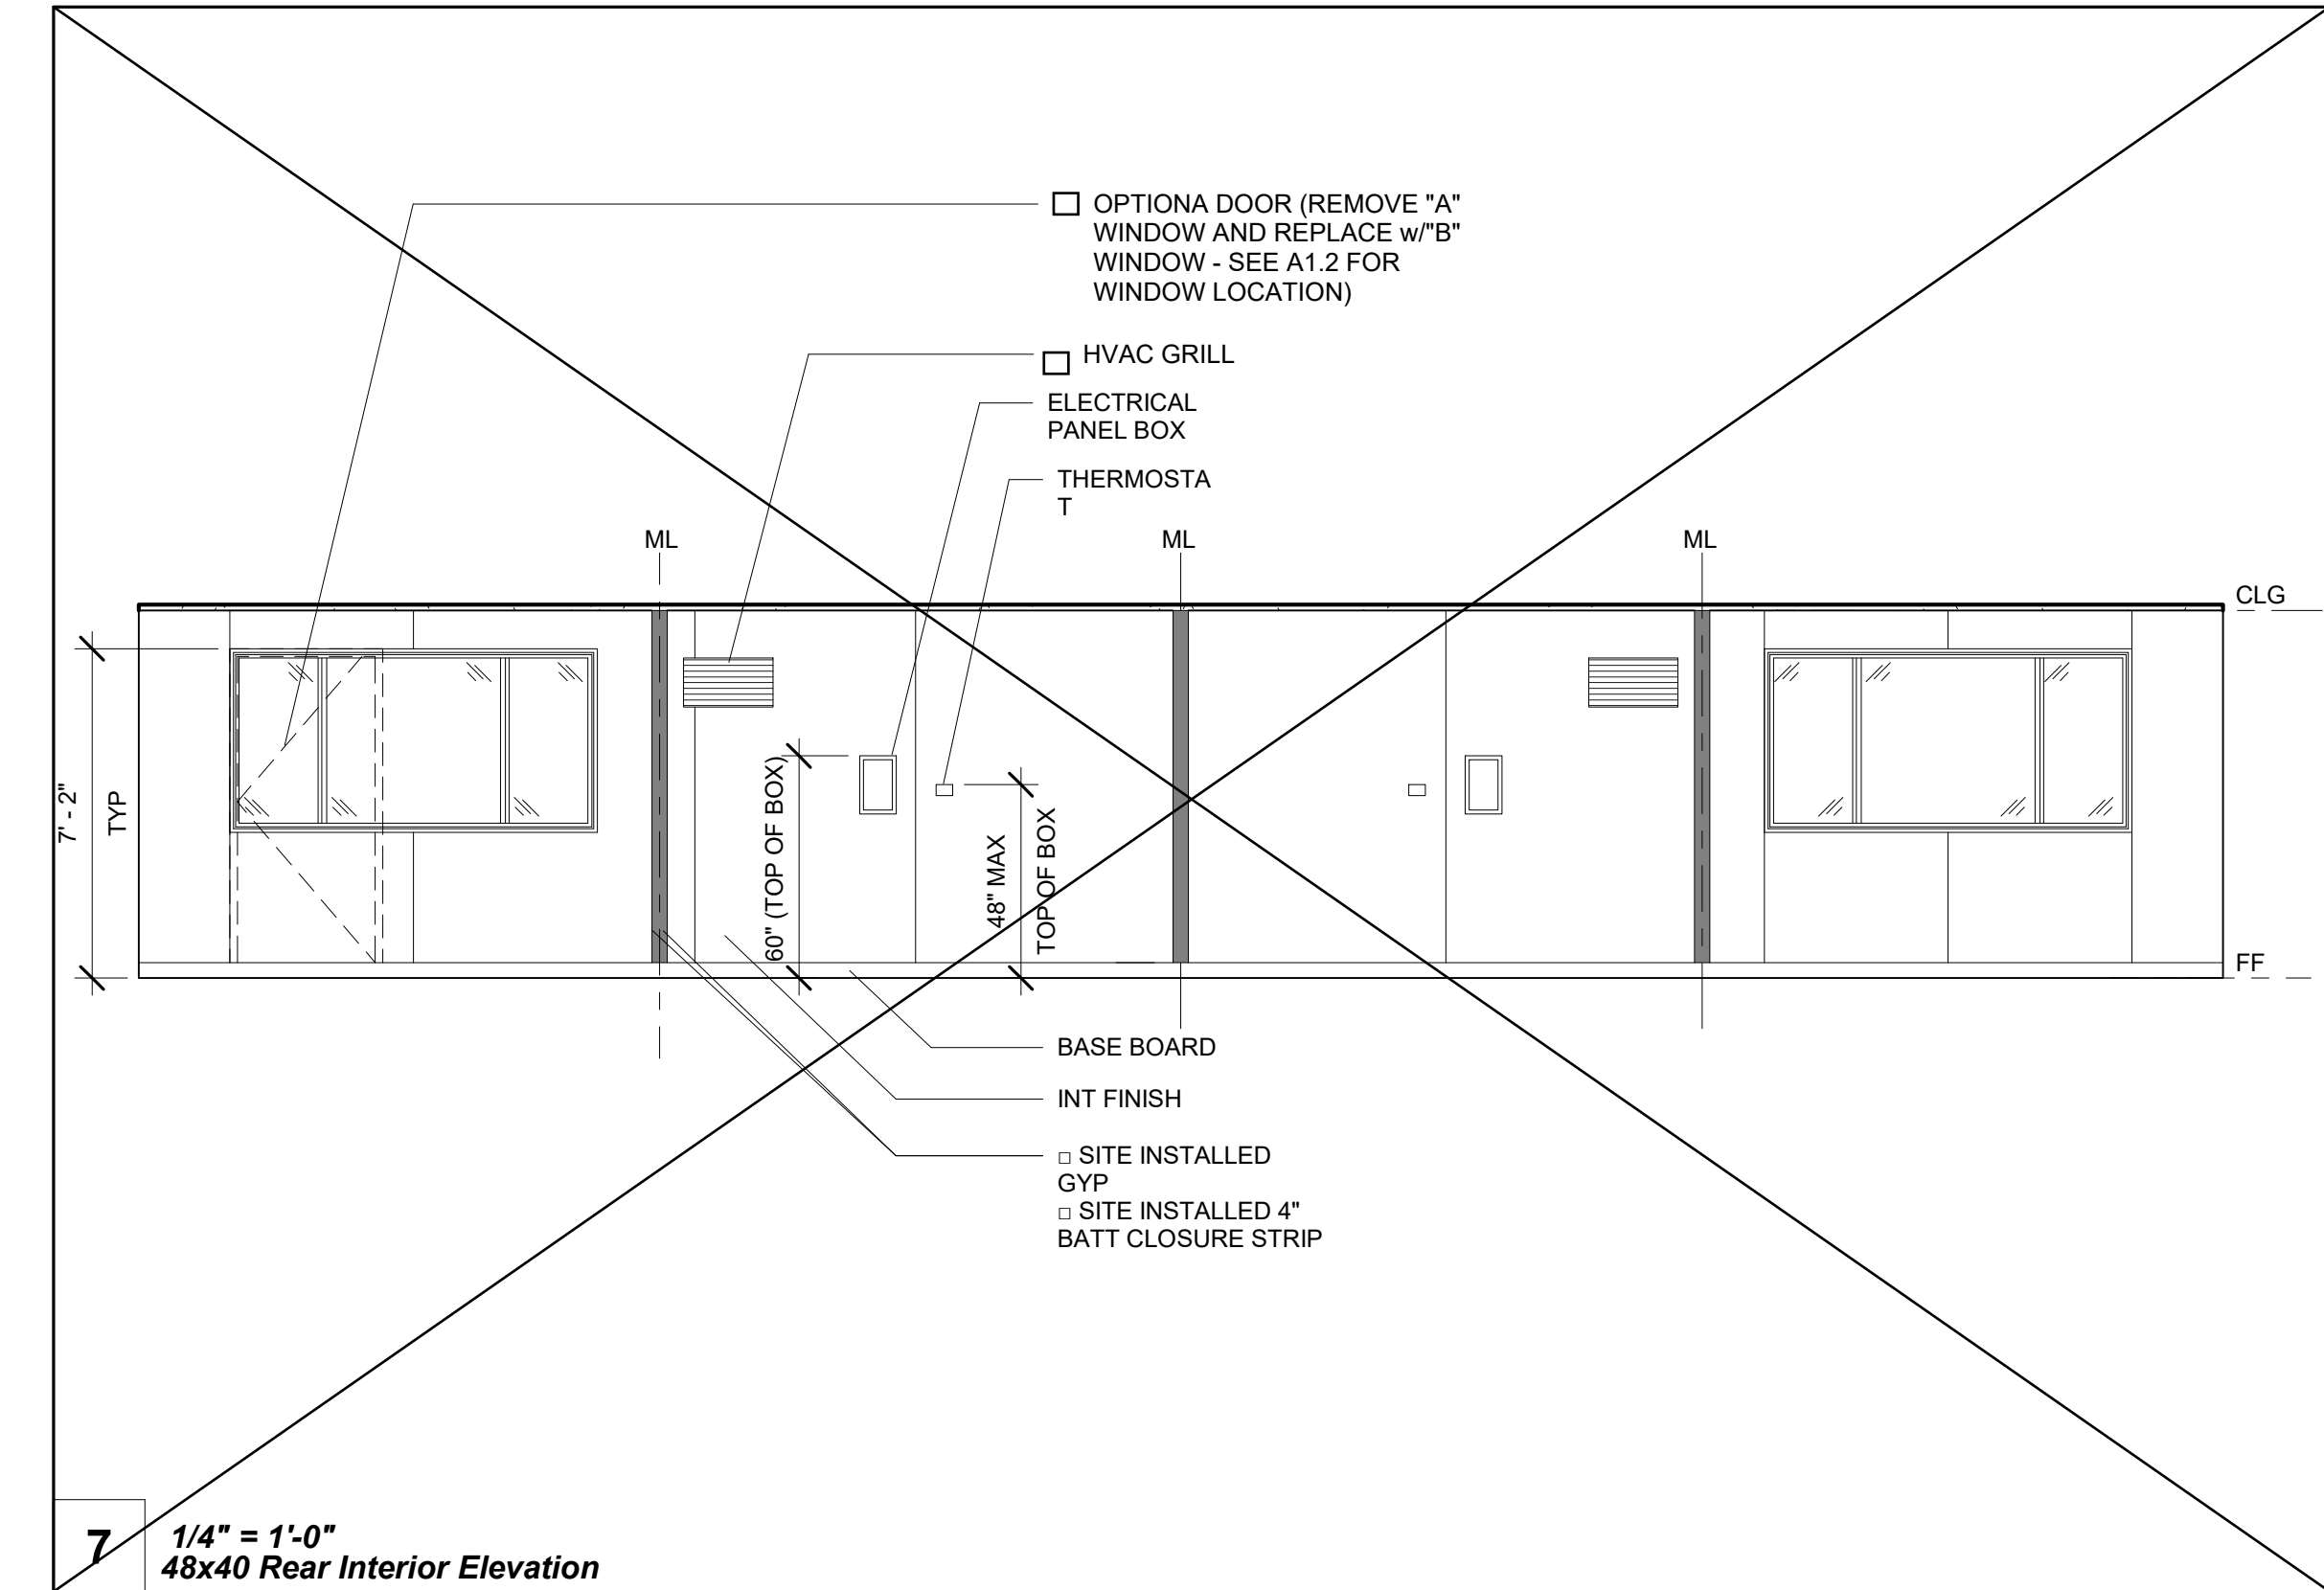 □ OPTIONA DOOR (REMOVE "A"
WINDOW AND REPLACE w/"B"
WINDOW - SEE A1.2 FOR
WINDOW LOCATION)
□ HVAC GRILL
ELECTRICAL
PANEL BOX
THERMOSTA
T
ML
ML
ML
CLG
7' - 2"
TYP
60" (TOP OF BOX)
48" MAX
TOP OF BOX
FF
BASE BOARD
INT FINISH
□ SITE INSTALLED
GYP
□ SITE INSTALLED 4"
BATT CLOSURE STRIP
7
1/4" = 1'-0"
48x40 Rear Interior Elevation